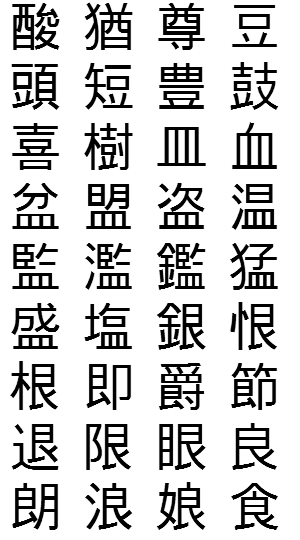 酸 猶 尊 豆
頭 短 豊 鼓
喜 樹 皿 血
盆 盟 盗 温
監 濫 鑑 猛
盛 塩 銀 恨
根 即 爵 節
退 限 眼 良
朗 浪 娘 食